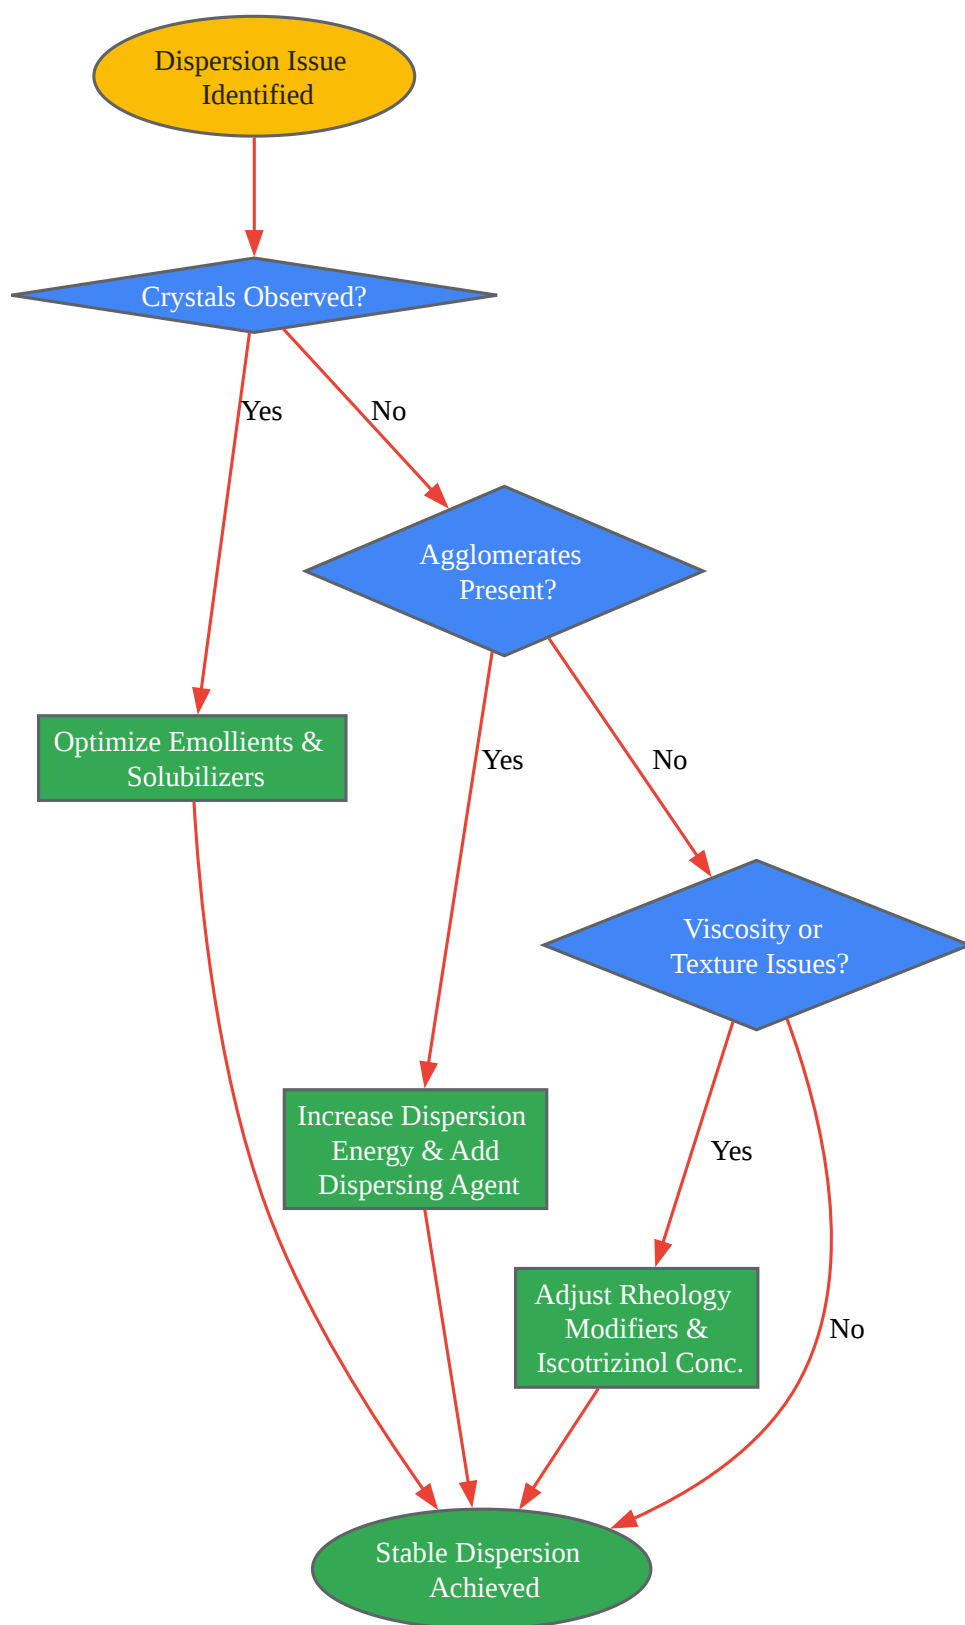 Dispersion Issue
Identified
Crystals Observed?
Yes
No
Agglomerates
Present?
Optimize Emollients &
Solubilizers
Yes
No
Viscosity or
Texture Issues?
Increase Dispersion
Energy & Add
Dispersing Agent
Yes
Adjust Rheology
Modifiers &
Iscotrizinol Conc.
No
Stable Dispersion
Achieved